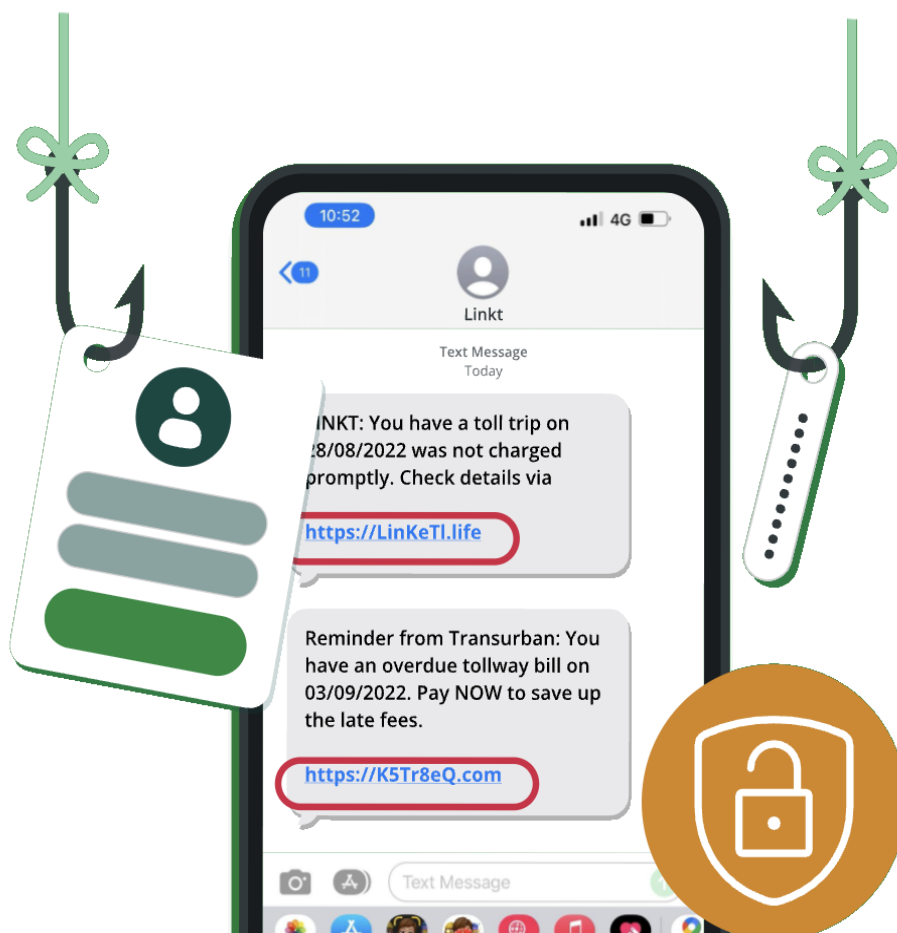 10:52
4G
11
Linkt
Text Message
Today
INKT: You have a toll trip on
28/08/2022 was not charged
promptly. Check details via
https://LinKeTl.life
Reminder from Transurban: You
have an overdue tollway bill on
03/09/2022. Pay NOW to save up
the late fees.
https://K5Tr8eQ.com
Text Message